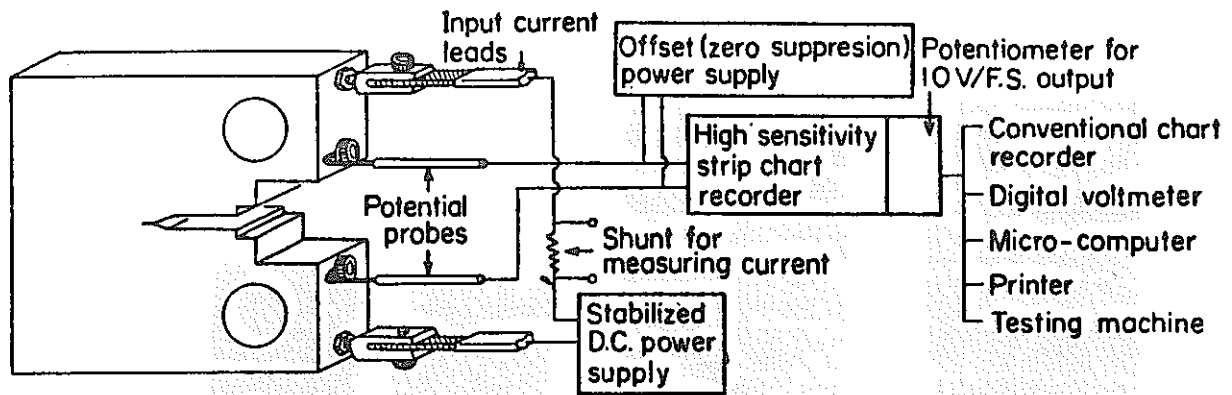 Input current
leads
Offset (zero suppresion)
power supply
Potentiometer for
10 V/F.S. output
High sensitivity
strip chart
recorder
Conventional chart
recorder
Digital voltmeter
Micro-computer
Printer
Testing machine
Potential
probes
Shunt for
measuring current
Stabilized
D.C. power
supply